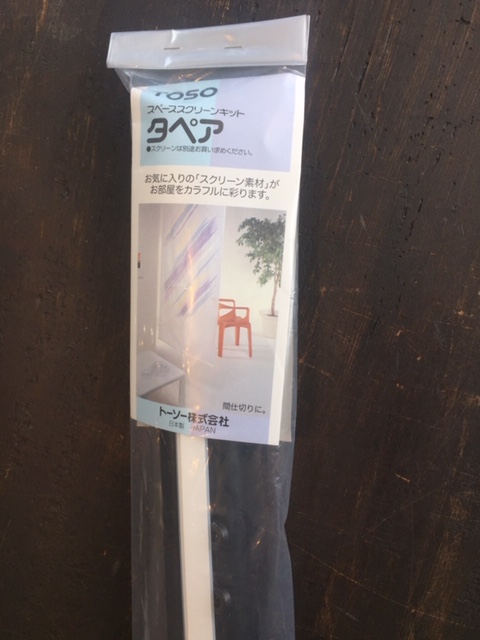 TOSO
スペーススクリーンキット
タペア
●スクリーンは別途お買い求めください。
お気に入りの「スクリーン素材」が
お部屋をカラフルに彩ります。
間仕切りに。
トーソー株式会社
日本製 JAPAN